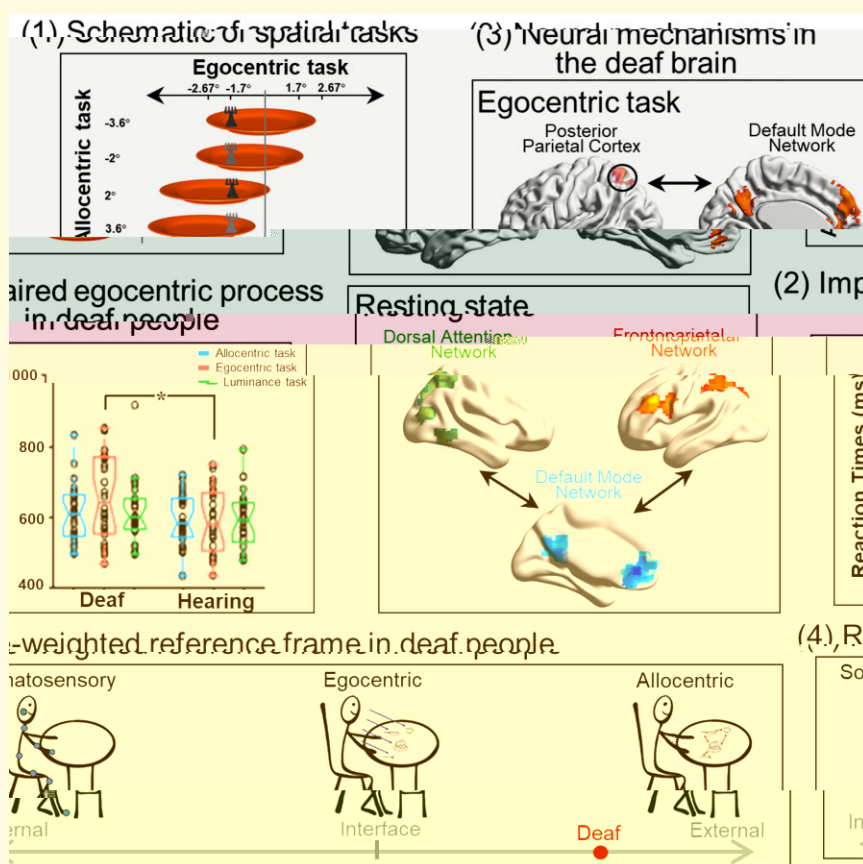 (1) Schematic of spatial tasks
Egocentric task
-2.67° -1.7° 1.7° 2.67°
Allocentric task
-3.6°
-2°
2°
3.6°
(3) Neural mechanisms in
the deaf brain
Egocentric task
Posterior
Parietal Cortex
Default Mode
Network
aired egocentric process
in deaf people
Resting state
(2) Imp
Dorsal Attention
Network
Frontoparietal
Network
Default Mode
Network
Allocentric task
Egocentric task
Luminance task
000
800
600
400
*
Deaf Hearing
Reaction Times (ms)
-weighted reference frame in deaf people
(4) R
matosensory
Egocentric
Allocentric
So
ernal
Interface
Deaf
External
In